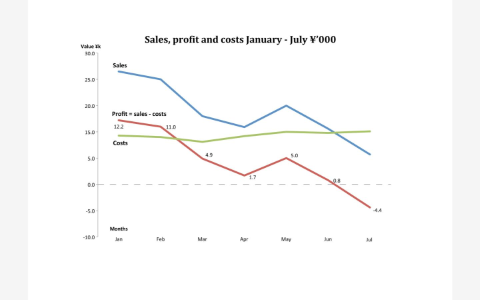 Sales, profit and costs January - July ¥'000
Value ¥k
30.0
Sales
25.0
20.0
Profit = sales - costs
12.2
11.0
15.0
Costs
4.9
5.0
5.0
1.7
0.8
0.0
-4.4
-5.0
Months
-10.0
Jan Feb Mar Apr May Jun Jul